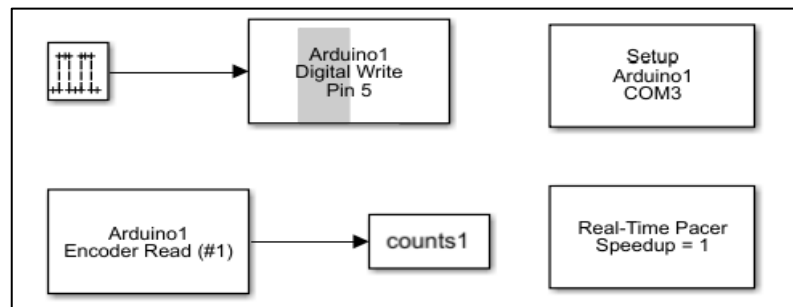 Arduino1
Digital Write
Pin 5
Setup
Arduino1
COM3
Arduino1
Encoder Read (#1)
counts1
Real-Time Pacer
Speedup = 1